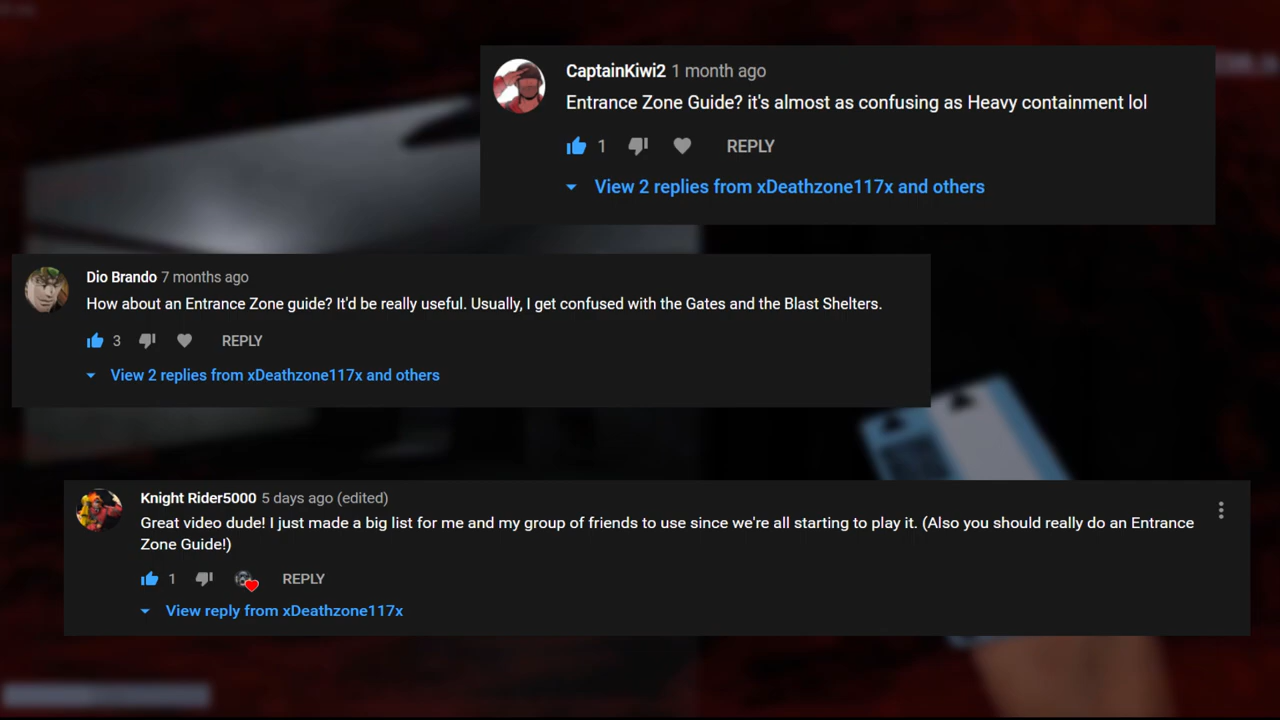 CaptainKiwi2 1 month ago
Entrance Zone Guide? it's almost as confusing as Heavy containment lol
1 REPLY
View 2 replies from xDeathzone117x and others
Dio Brando 7 months ago
How about an Entrance Zone guide? It'd be really useful. Usually, I get confused with the Gates and the Blast Shelters.
3 REPLY
View 2 replies from xDeathzone117x and others
Knight Rider5000 5 days ago (edited)
Great video dude! I just made a big list for me and my group of friends to use since we're all starting to play it. (Also you should really do an Entrance
Zone Guide!)
1 REPLY
View reply from xDeathzone117x